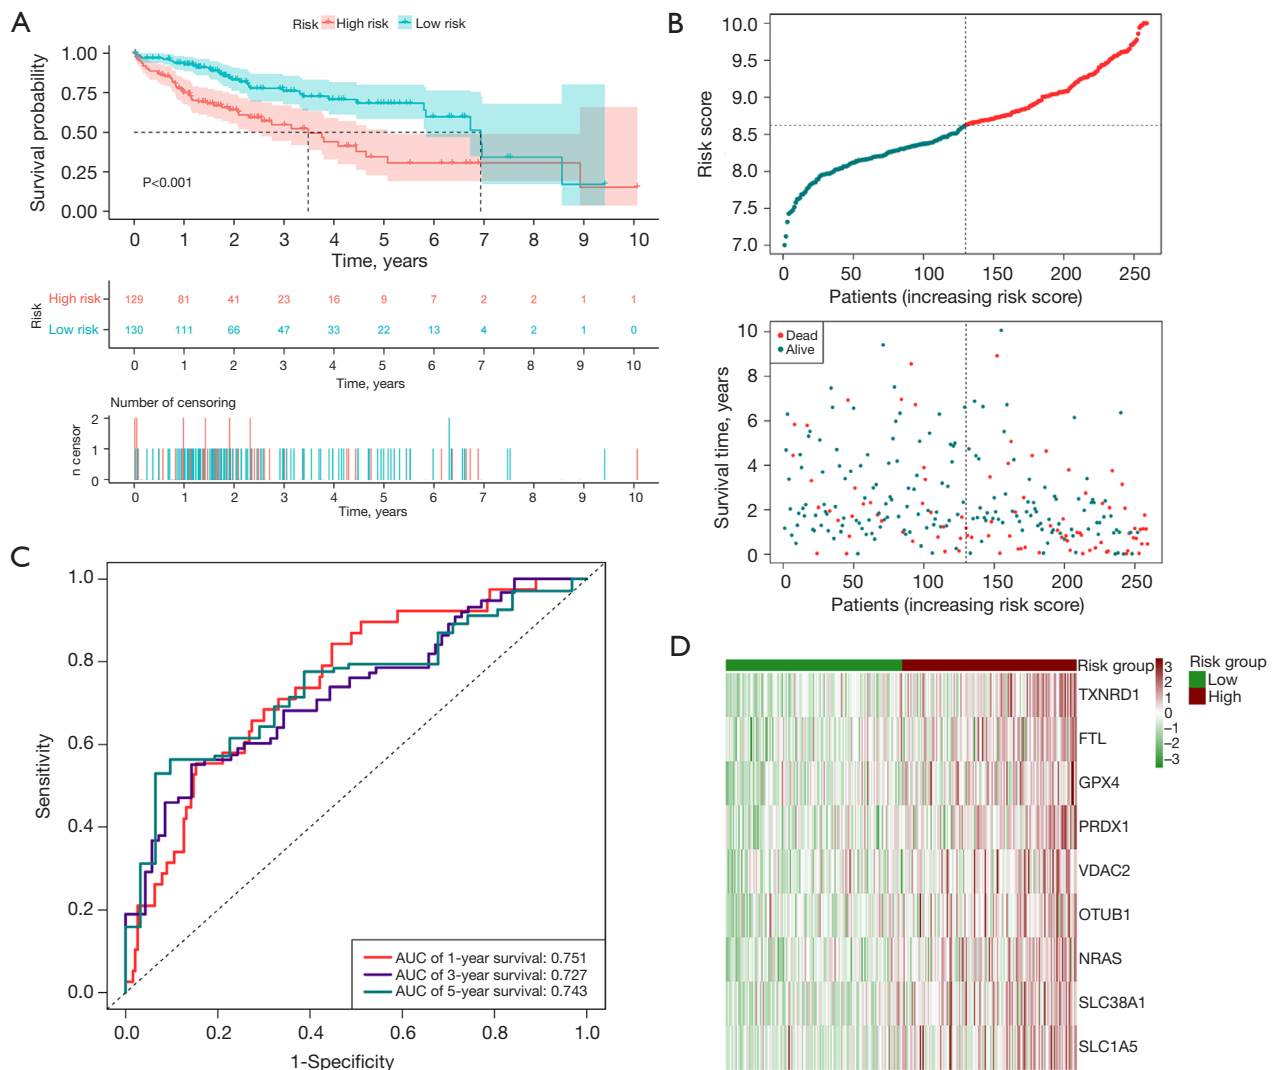 A
Risk High risk Low risk
Survival probability
1.00
0.75
0.50
0.25
0.00
P<0.001
0 1 2 3 4 5 6 7 8 9 10
Time, years
Risk
High risk 129 81 41 23 16 9 7 2 2 1 1
Low risk 130 111 66 47 33 22 13 4 2 1 0
0 1 2 3 4 5 6 7 8 9 10
Time, years
Number of censoring
n censor
2
1
0
0 1 2 3 4 5 6 7 8 9 10
Time, years
B
Risk score
10.0
9.5
9.0
8.5
8.0
7.5
7.0
0 50 100 150 200 250
Patients (increasing risk score)
Survival time, years
10
8
6
4
2
0
Dead
Alive
0 50 100 150 200 250
Patients (increasing risk score)
C
Sensitivity
1.0
0.8
0.6
0.4
0.2
0.0
AUC of 1-year survival: 0.751
AUC of 3-year survival: 0.727
AUC of 5-year survival: 0.743
0.0 0.2 0.4 0.6 0.8 1.0
1-Specificity
D
Risk group
TXNRD1
FTL
GPX4
PRDX1
VDAC2
OTUB1
NRAS
SLC38A1
SLC1A5
3
2
1
0
−1
−2
−3
Risk group
Low
High